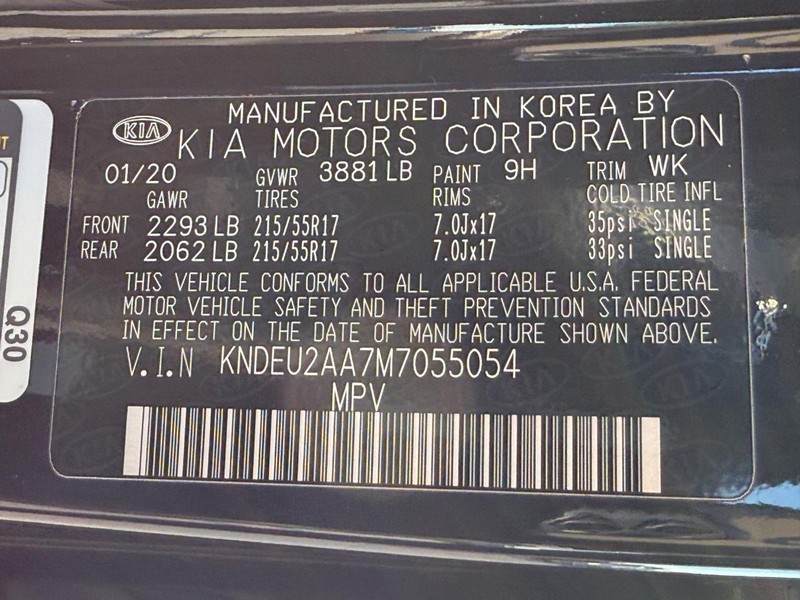 MANUFACTURED IN KOREA BY
KIA KIA MOTORS CORPORATION
01/20 GVWR 3881 LB PAINT 9H TRIM WK
GAWR TIRES RIMS COLD TIRE INFL
FRONT 2293 LB 215/55R17 7.0Jx17 35psi SINGLE
REAR 2062 LB 215/55R17 7.0Jx17 33psi SINGLE
THIS VEHICLE CONFORMS TO ALL APPLICABLE U.S.A. FEDERAL
MOTOR VEHICLE SAFETY AND THEFT PREVENTION STANDARDS
IN EFFECT ON THE DATE OF MANUFACTURE SHOWN ABOVE.
V.I.N KNDEU2AA7M7055054
MPV
Q30